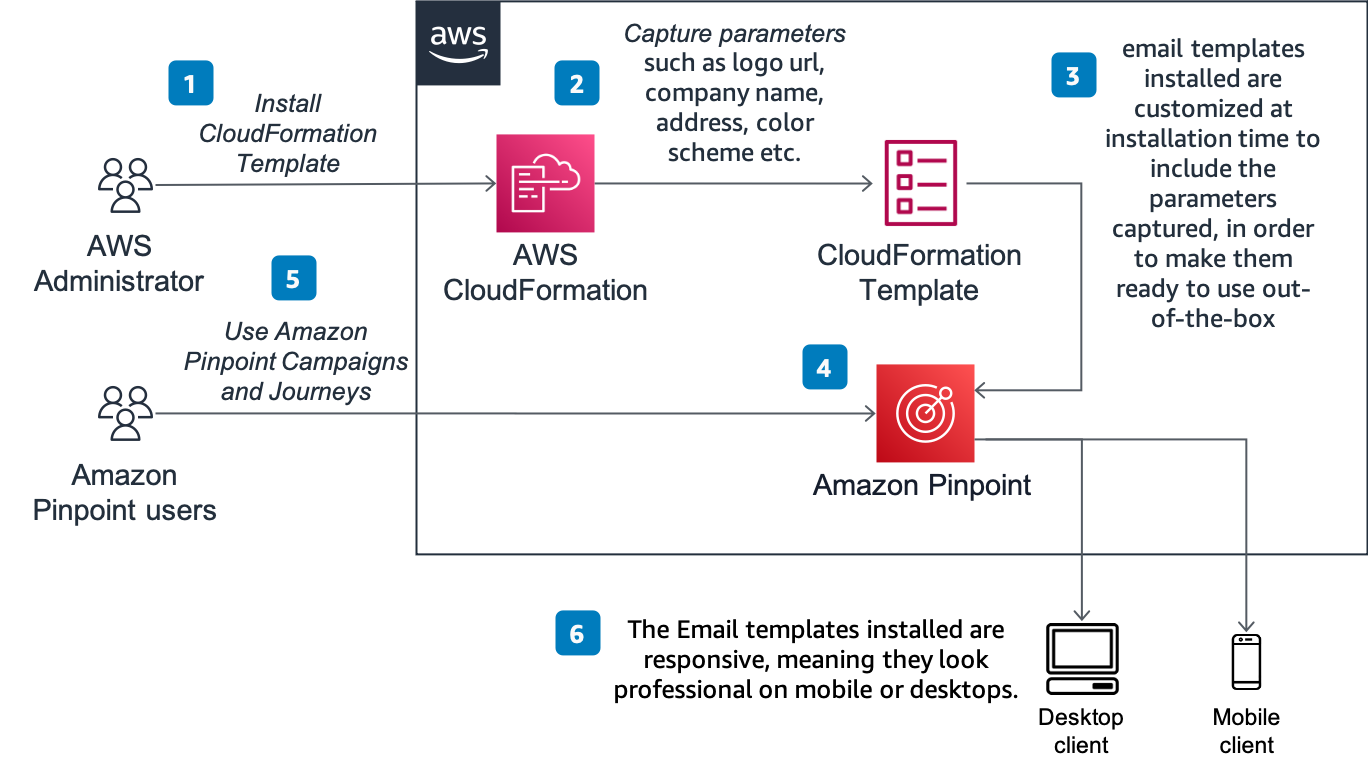 aws
1
Install
CloudFormation
Template
AWS
Administrator
2
Capture parameters
such as logo url,
company name,
address, color
scheme etc.
AWS
CloudFormation
CloudFormation
Template
3
email templates
installed are
customized at
installation time to
include the
parameters
captured, in order
to make them
ready to use out-
of-the-box
5
Use Amazon
Pinpoint Campaigns
and Journeys
Amazon
Pinpoint users
4
Amazon Pinpoint
6
The Email templates installed are
responsive, meaning they look
professional on mobile or desktops.
Desktop
client
Mobile
client